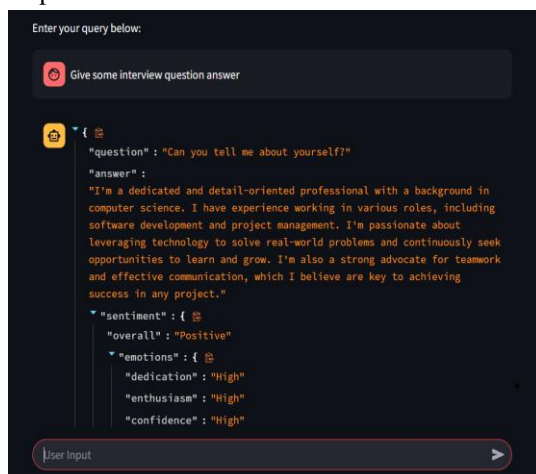 Enter your query below:
Give some interview question answer
{
"question" : "Can you tell me about yourself?"
"answer" :
"I'm a dedicated and detail-oriented professional with a background in
computer science. I have experience working in various roles, including
software development and project management. I'm passionate about
leveraging technology to solve real-world problems and continuously seek
opportunities to learn and grow. I'm also a strong advocate for teamwork
and effective communication, which I believe are key to achieving
success in any project."
"sentiment" : {
"overall" : "Positive"
"emotions" : {
"dedication" : "High"
"enthusiasm" : "High"
"confidence" : "High"
User Input